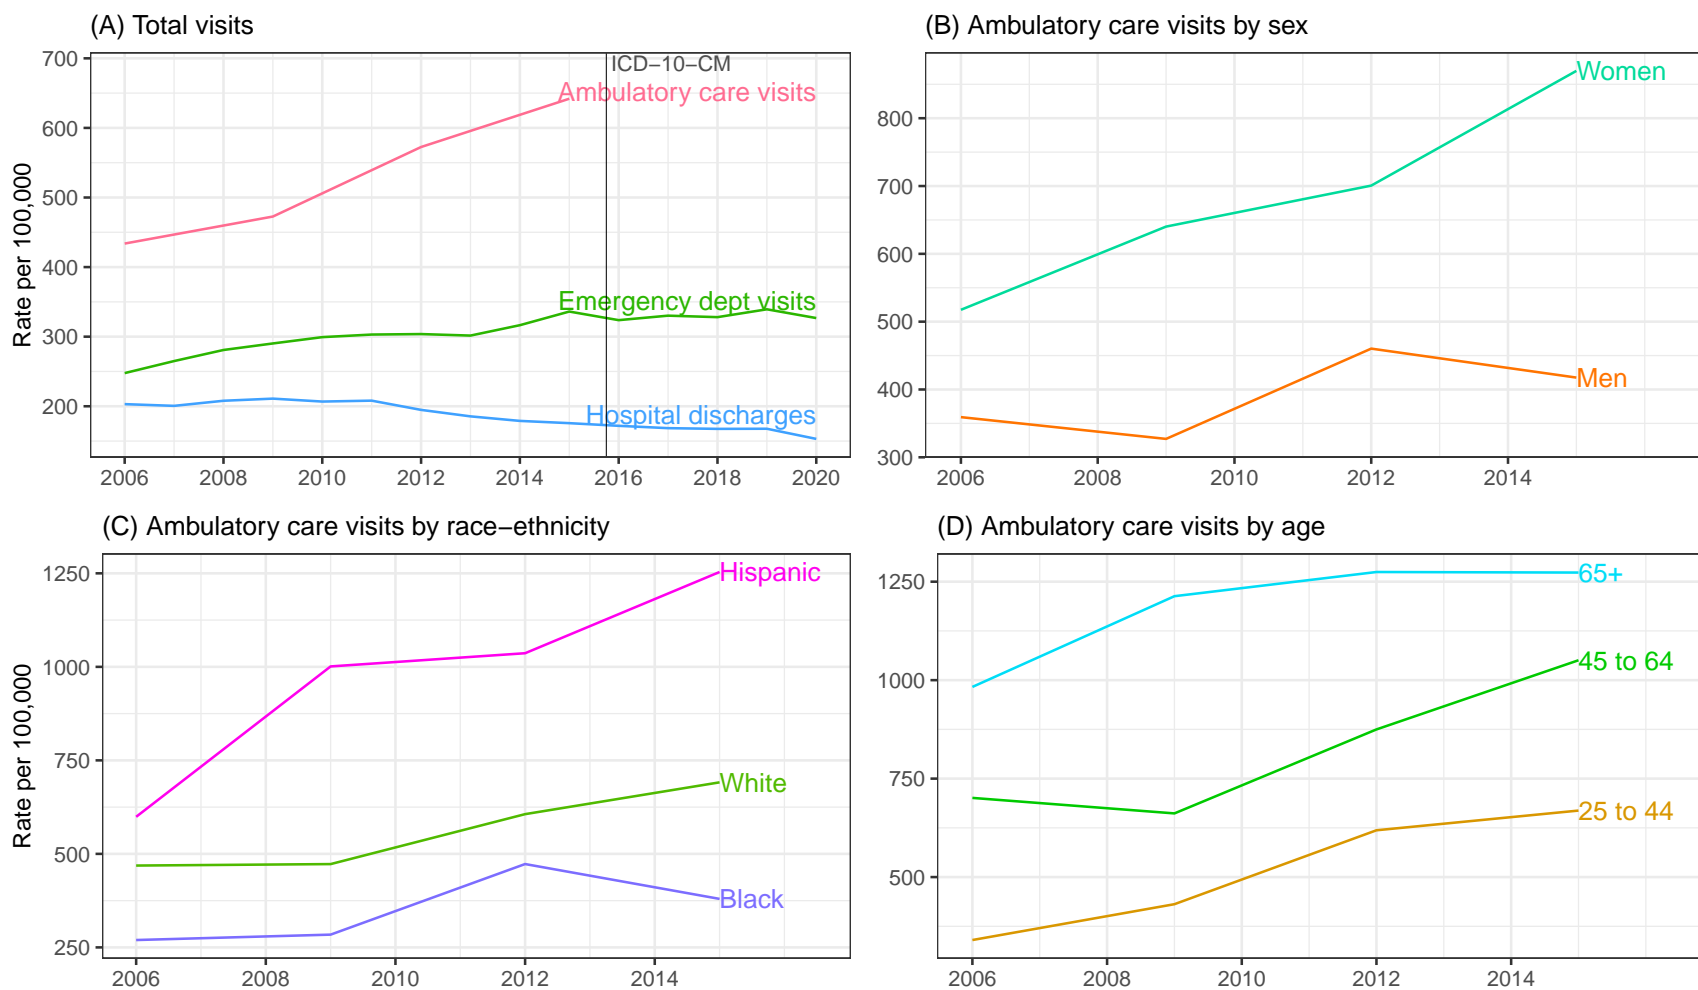 (A) Total visits
Rate per 100,000
700
600
500
400
300
200
ICD−10−CM
Ambulatory care visits
Emergency dept visits
Hospital discharges
2006 2008 2010 2012 2014 2016 2018 2020
(B) Ambulatory care visits by sex
800
700
600
500
400
300
Women
Men
2006 2008 2010 2012 2014
(C) Ambulatory care visits by race−ethnicity
Rate per 100,000
1250
1000
750
500
250
Hispanic
White
Black
2006 2008 2010 2012 2014
(D) Ambulatory care visits by age
1250
1000
750
500
65+
45 to 64
25 to 44
2006 2008 2010 2012 2014